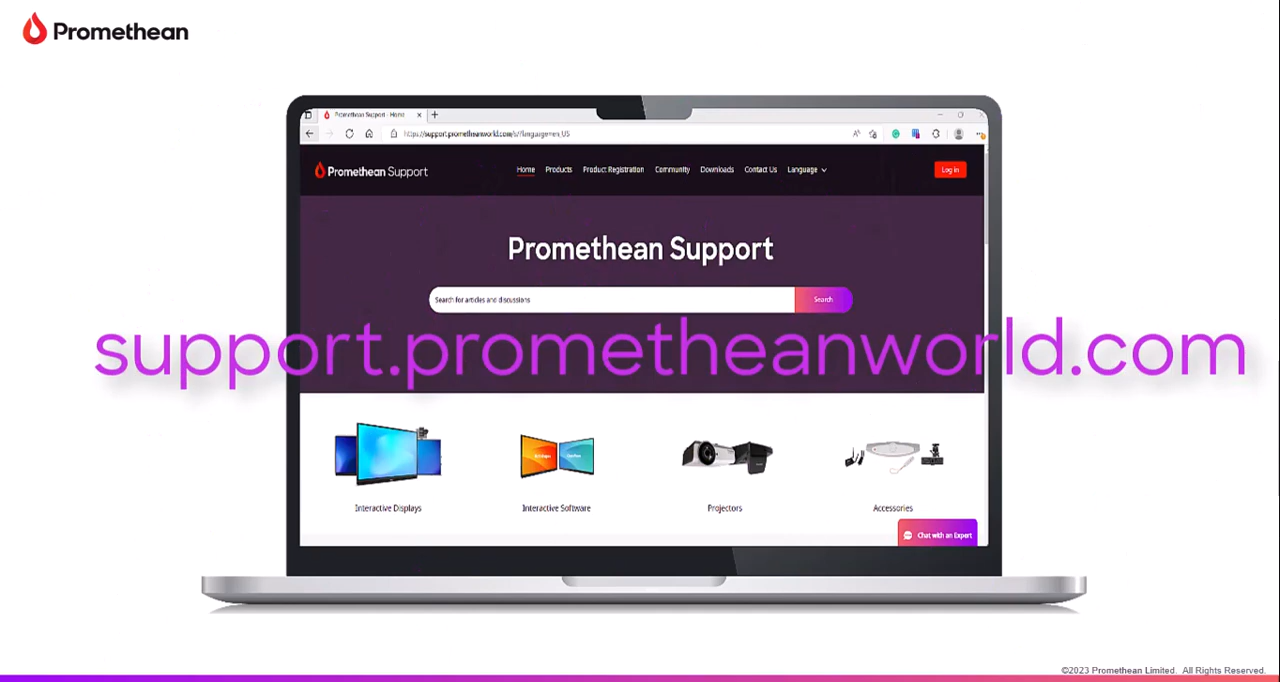 Promethean
Promethean Support - Home
https://support.prometheanworld.com/s/?language=en_US
Promethean Support
Home Products Product Registration Community Downloads Contact Us Language Log in
Promethean Support
Search for articles and discussions Search
support.prometheanworld.com
Interactive Displays Interactive Software Projectors Accessories
Chat with an Expert
©2023 Promethean Limited. All Rights Reserved.